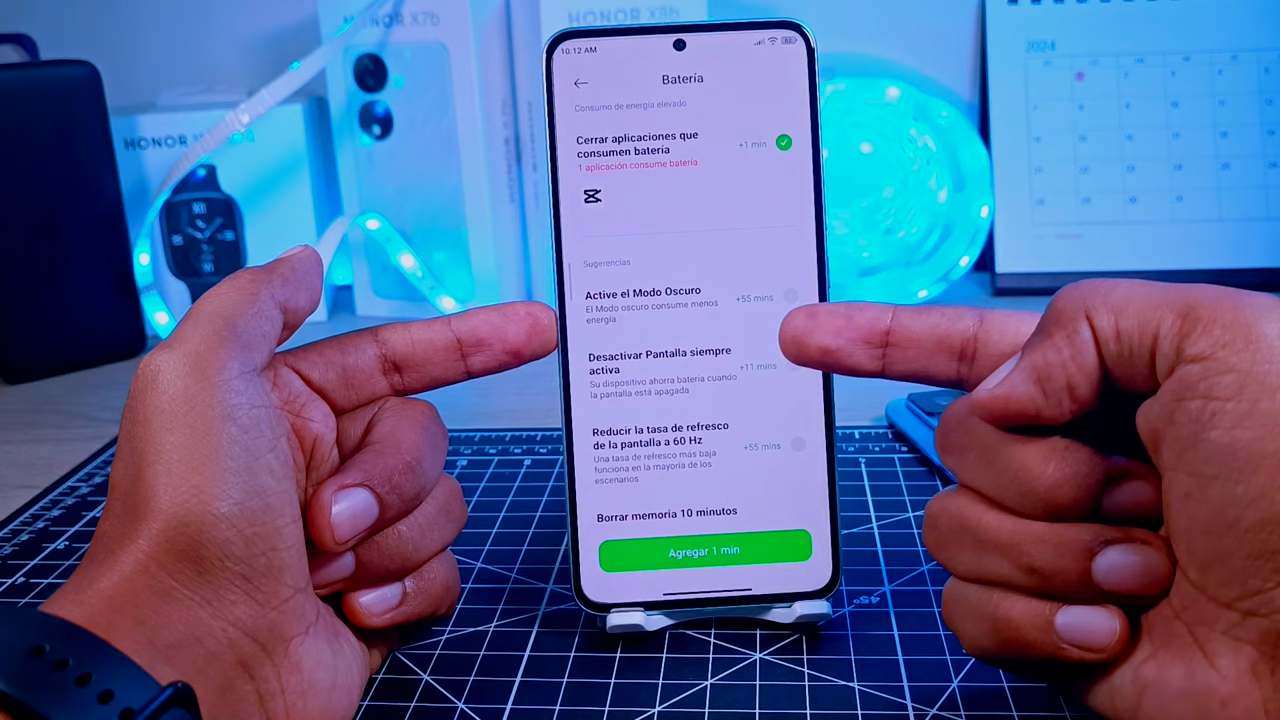 HONOR X7b
HONOR X8b
HONOR
2024
10:12 AM
Batería
Consumo de energía elevado
Cerrar aplicaciones que
consumen batería
+1 min
1 aplicación consume batería
Sugerencias
Active el Modo Oscuro
+55 mins
El Modo oscuro consume menos
energía
Desactivar Pantalla siempre
activa
+11 mins
Su dispositivo ahorra batería cuando
la pantalla está apagada
Reducir la tasa de refresco
de la pantalla a 60 Hz
+55 mins
Una tasa de refresco más baja
funciona en la mayoría de los
escenarios
Borrar memoria 10 minutos
Agregar 1 min
45°